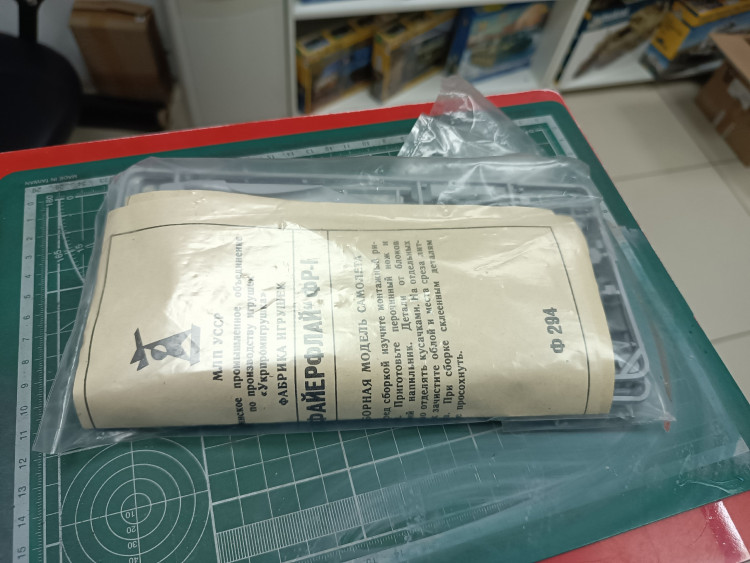 МЛП УССР
промышленное объединение
по производству игрушек
«Укрпромигрушка»
ФАБРИКА ИГРУШЕК
ФАЙЕРФЛАЙ" ФР-1
МОДЕЛЬ САМОЛЕТА
сборкой изучите монтажный ри-
Приготовьте перочинный нож и
напильник. Детали от блоков
отделять кусачками. На отдельных
зачистите облой и места среза лит-
При сборке склеенным деталям
просохнуть.
Ф 294